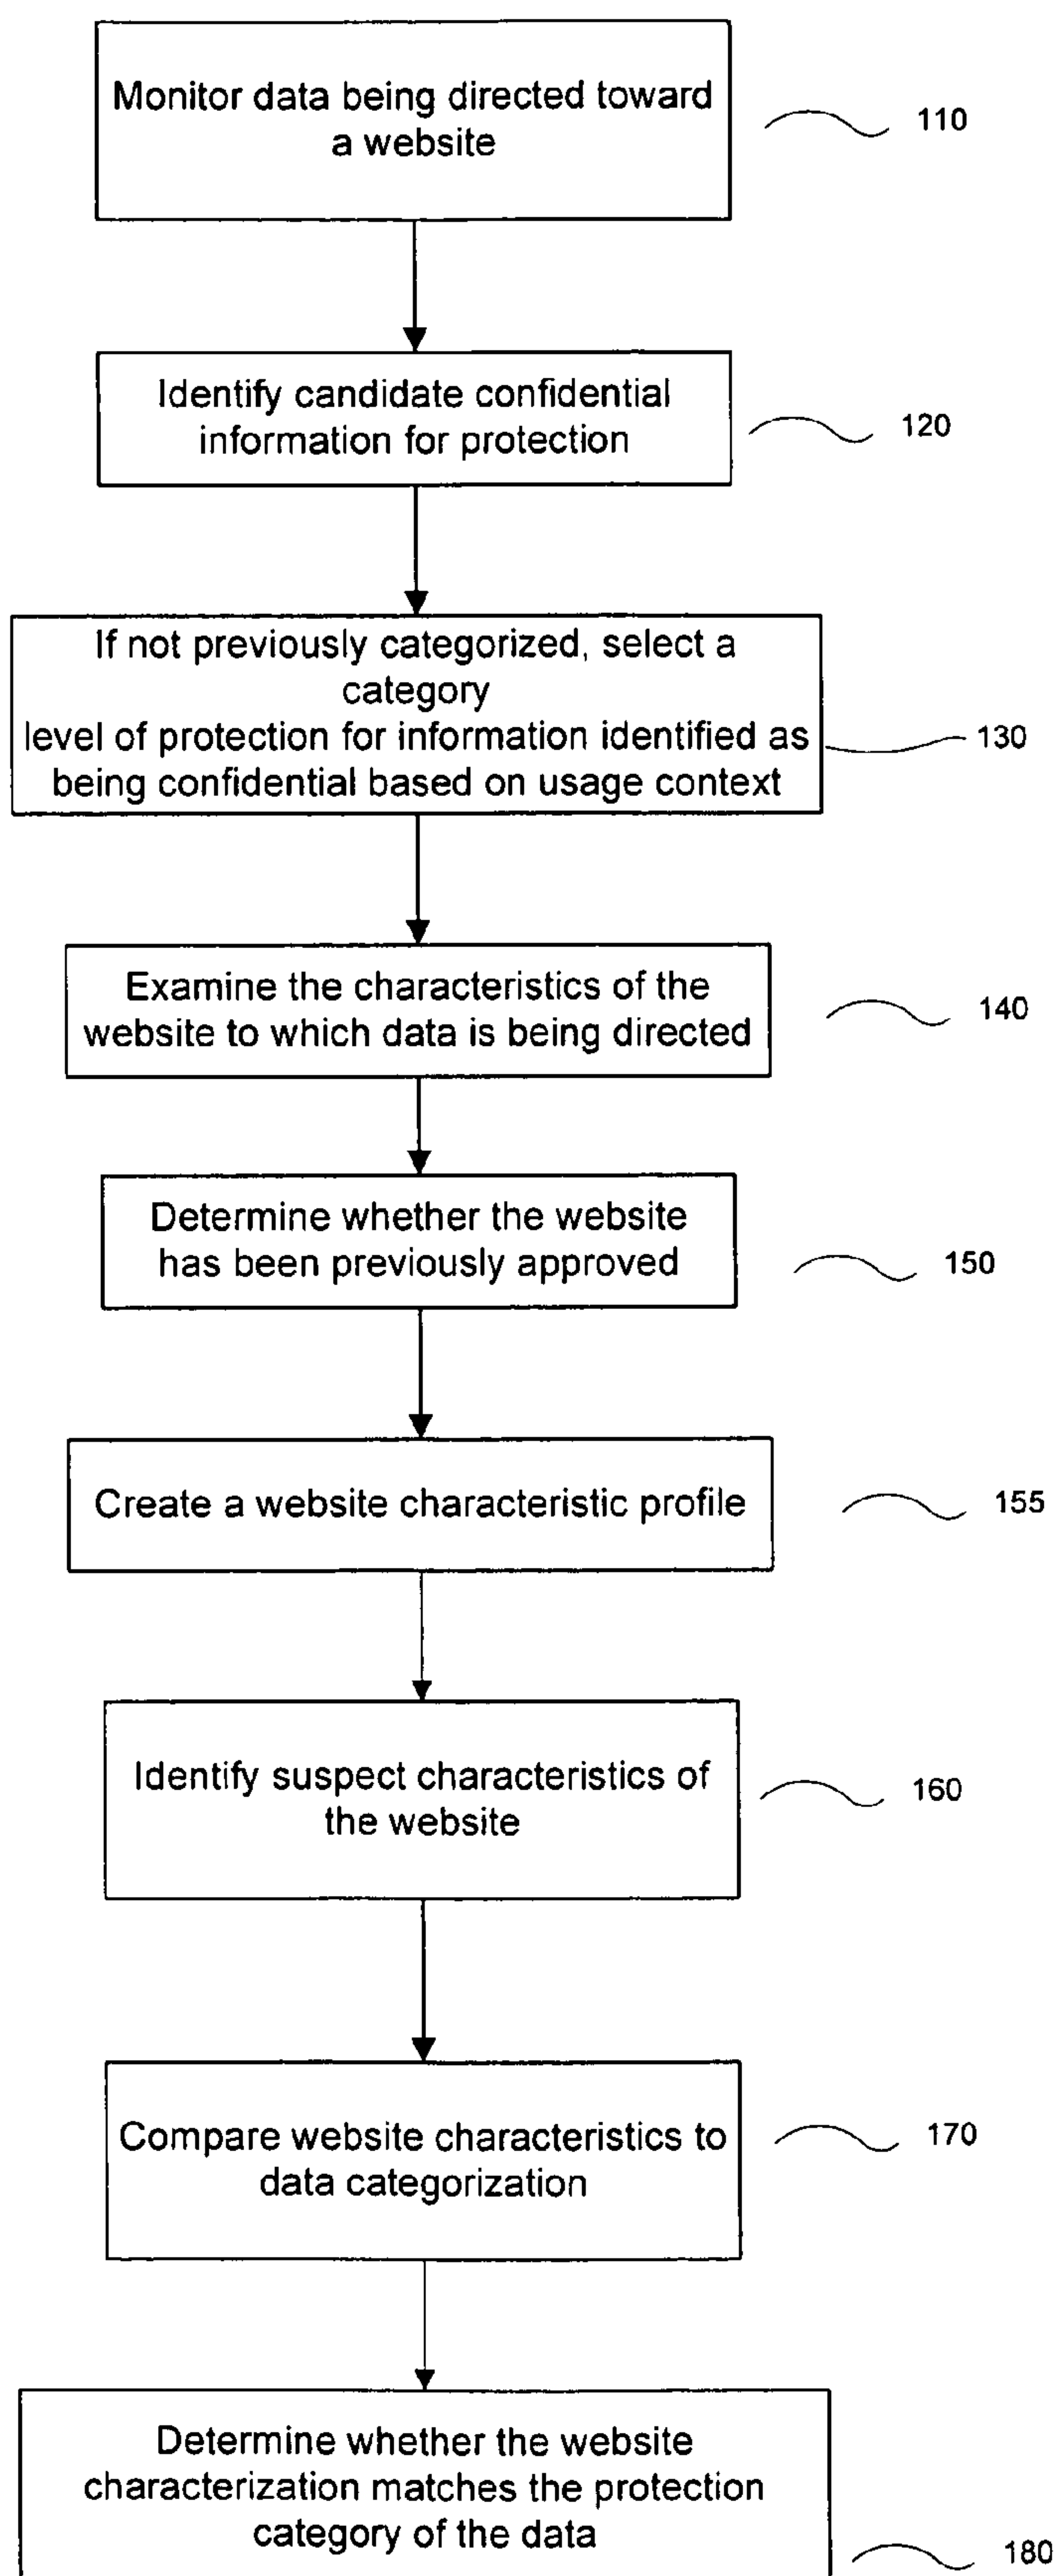 Monitor data being directed toward
a website
110
Identify candidate confidential
information for protection
120
If not previously categorized, select a
category
level of protection for information identified as
being confidential based on usage context
130
Examine the characteristics of the
website to which data is being directed
140
Determine whether the website
has been previously approved
150
Create a website characteristic profile
155
Identify suspect characteristics of
the website
160
Compare website characteristics to
data categorization
170
Determine whether the website
characterization matches the protection
category of the data
180